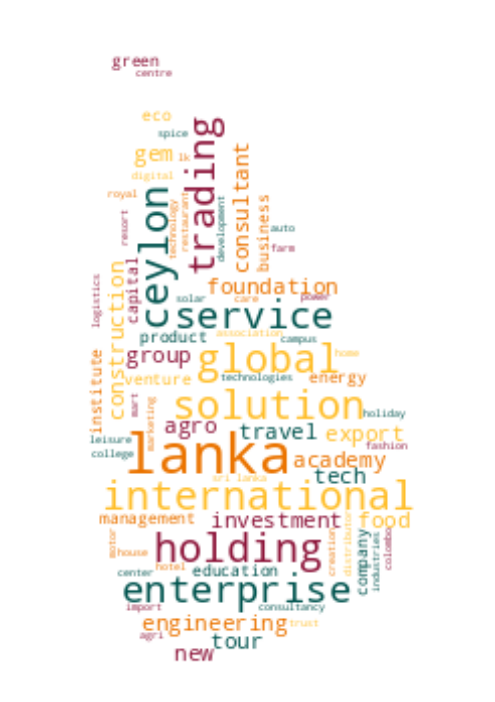 green
centre
eco
spice
trading
gem
lk
consultant
digital
ceylon
royal
technology
restaurant
development
business
resort
auto
farm
capital
construction
logistics
foundation
solar
care
power
service
product
association
campus
group
global
home
institute
venture
technologies
energy
mart
marketing
solution
holiday
agro
travel
export
leisure
fashion
college
lanka
academy
sri lanka
tech
international
management
investment
food
distributor
motor
house
holding
creation
company
industries
colombo
hotel
center
education
enterprise
import
consultancy
engineering
trust
agri
tour
new